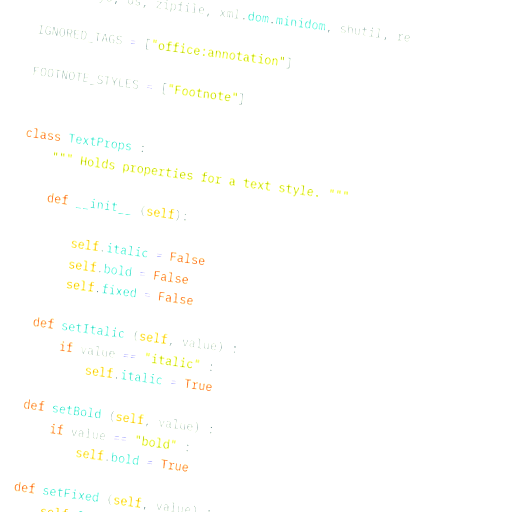 os, zipfile, xml.dom.minidom, shutil, re
IGNORED_TAGS = ["office:annotation"]
FOOTNOTE_STYLES = ["Footnote"]
class TextProps :
""" Holds properties for a text style. """
def __init__ (self):
self.italic = False
self.bold = False
self.fixed = False
def setItalic (self, value) :
if value == "italic" :
self.italic = True
def setBold (self, value) :
if value == "bold" :
self.bold = True
def setFixed (self, value) :